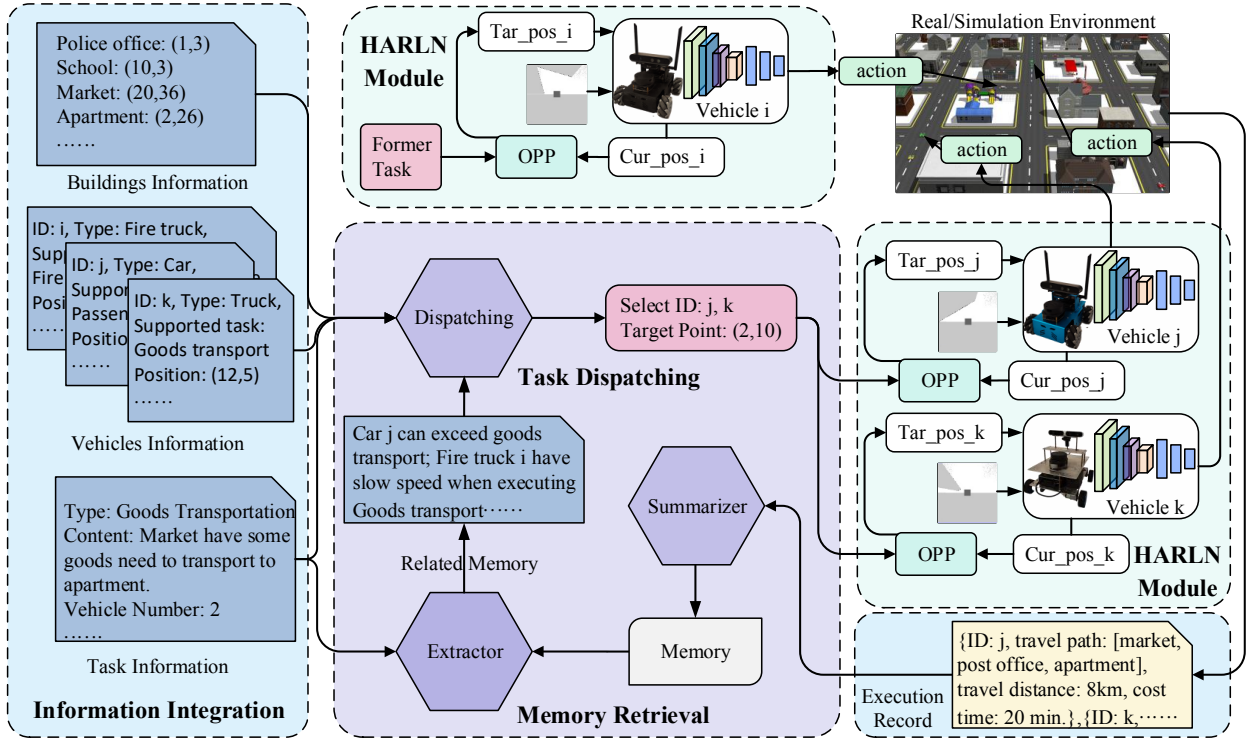 Police office: (1,3)
School: (10,3)
Market: (20,36)
Apartment: (2,26)
......
Buildings Information
ID: i, Type: Fire truck,
Supp
Fire
Posi
......
ID: j, Type: Car,
Suppor
Passen
Position
......
ID: k, Type: Truck,
Supported task:
Goods transport
Position: (12,5)
......
Vehicles Information
Type: Goods Transportation
Content: Market have some
goods need to transport to
apartment.
Vehicle Number: 2
......
Task Information
Information Integration
HARLN
Module
Tar_pos_i
Vehicle i
Former
Task
OPP
Cur_pos_i
Real/Simulation Environment
action
action
action
Dispatching
Select ID: j, k
Target Point: (2,10)
Task Dispatching
Car j can exceed goods
transport; Fire truck i have
slow speed when executing
Goods transport······
Related Memory
Extractor
Summarizer
Memory
Memory Retrieval
Tar_pos_j
Vehicle j
OPP
Cur_pos_j
Tar_pos_k
Vehicle k
OPP
Cur_pos_k
HARLN
Module
Execution
Record
{ID: j, travel path: [market,
post office, apartment],
travel distance: 8km, cost
time: 20 min.},{ID: k,······